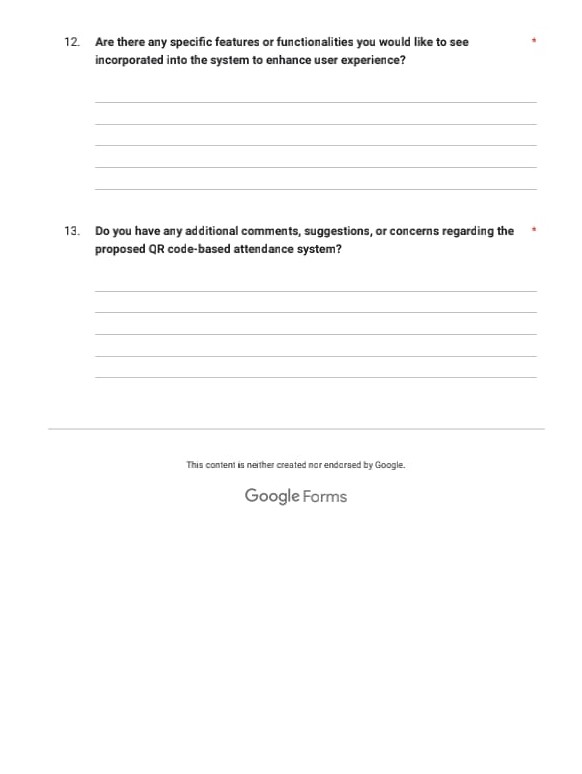 12. Are there any specific features or functionalities you would like to see *
incorporated into the system to enhance user experience?
13. Do you have any additional comments, suggestions, or concerns regarding the *
proposed QR code-based attendance system?
This content is neither created nor endorsed by Google.
Google Forms